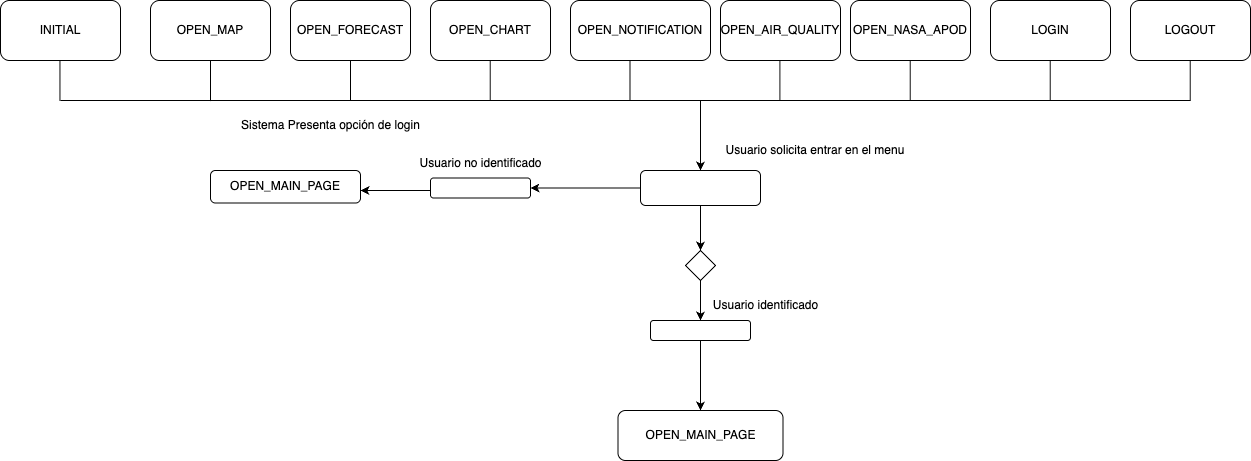 INITIAL
OPEN_MAP
OPEN_FORECAST
OPEN_CHART
OPEN_NOTIFICATION
OPEN_AIR_QUALITY
OPEN_NASA_APOD
LOGIN
LOGOUT
Sistema Presenta opción de login
Usuario solicita entrar en el menu
Usuario no identificado
OPEN_MAIN_PAGE
Usuario identificado
OPEN_MAIN_PAGE